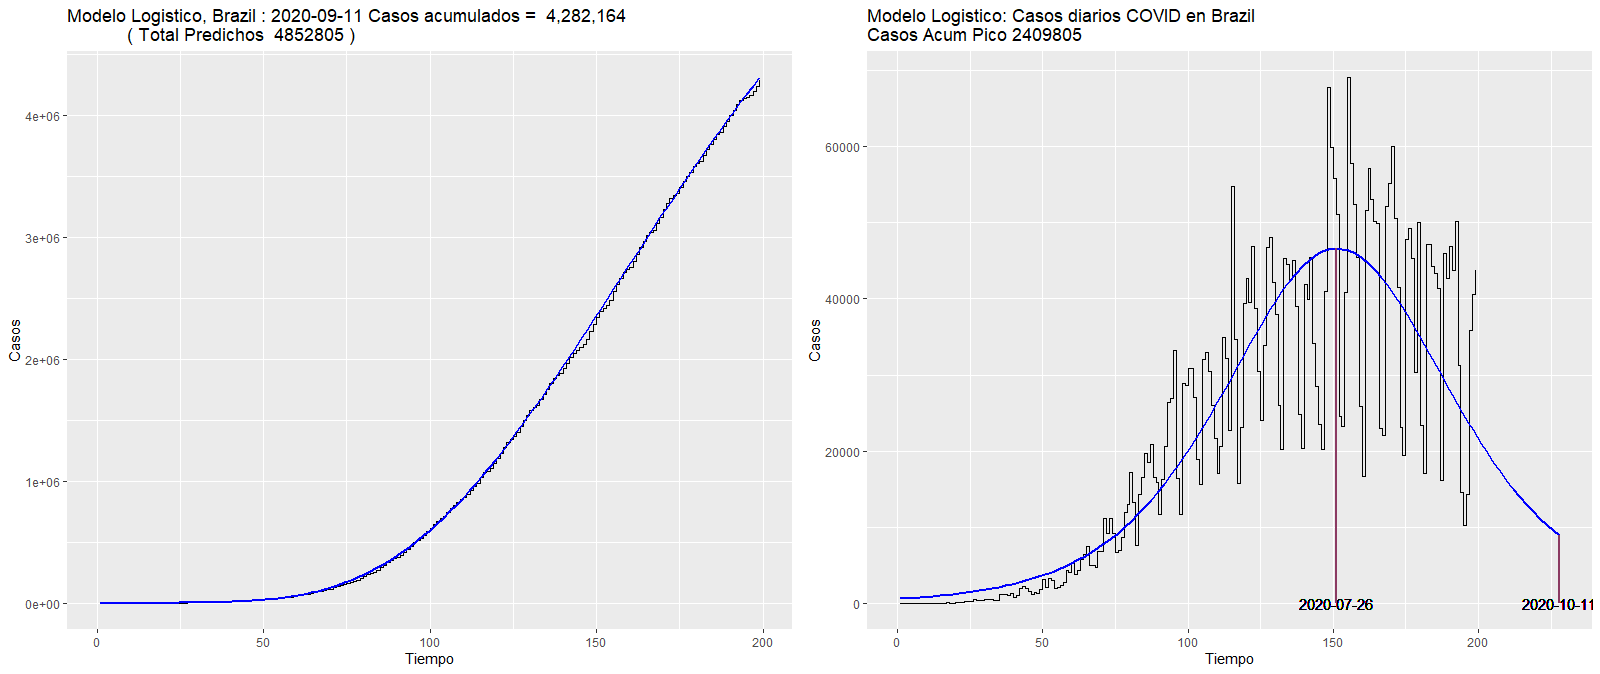 Modelo Logistico, Brazil : 2020-09-11 Casos acumulados = 4,282,164
( Total Predichos 4852805 )
Casos
4e+06
3e+06
2e+06
1e+06
0e+00
0 50 100 150 200
Tiempo
Modelo Logistico: Casos diarios COVID en Brazil
Casos Acum Pico 2409805
Casos
60000
40000
20000
0
2020-07-26 2020-10-11
0 50 100 150 200
Tiempo